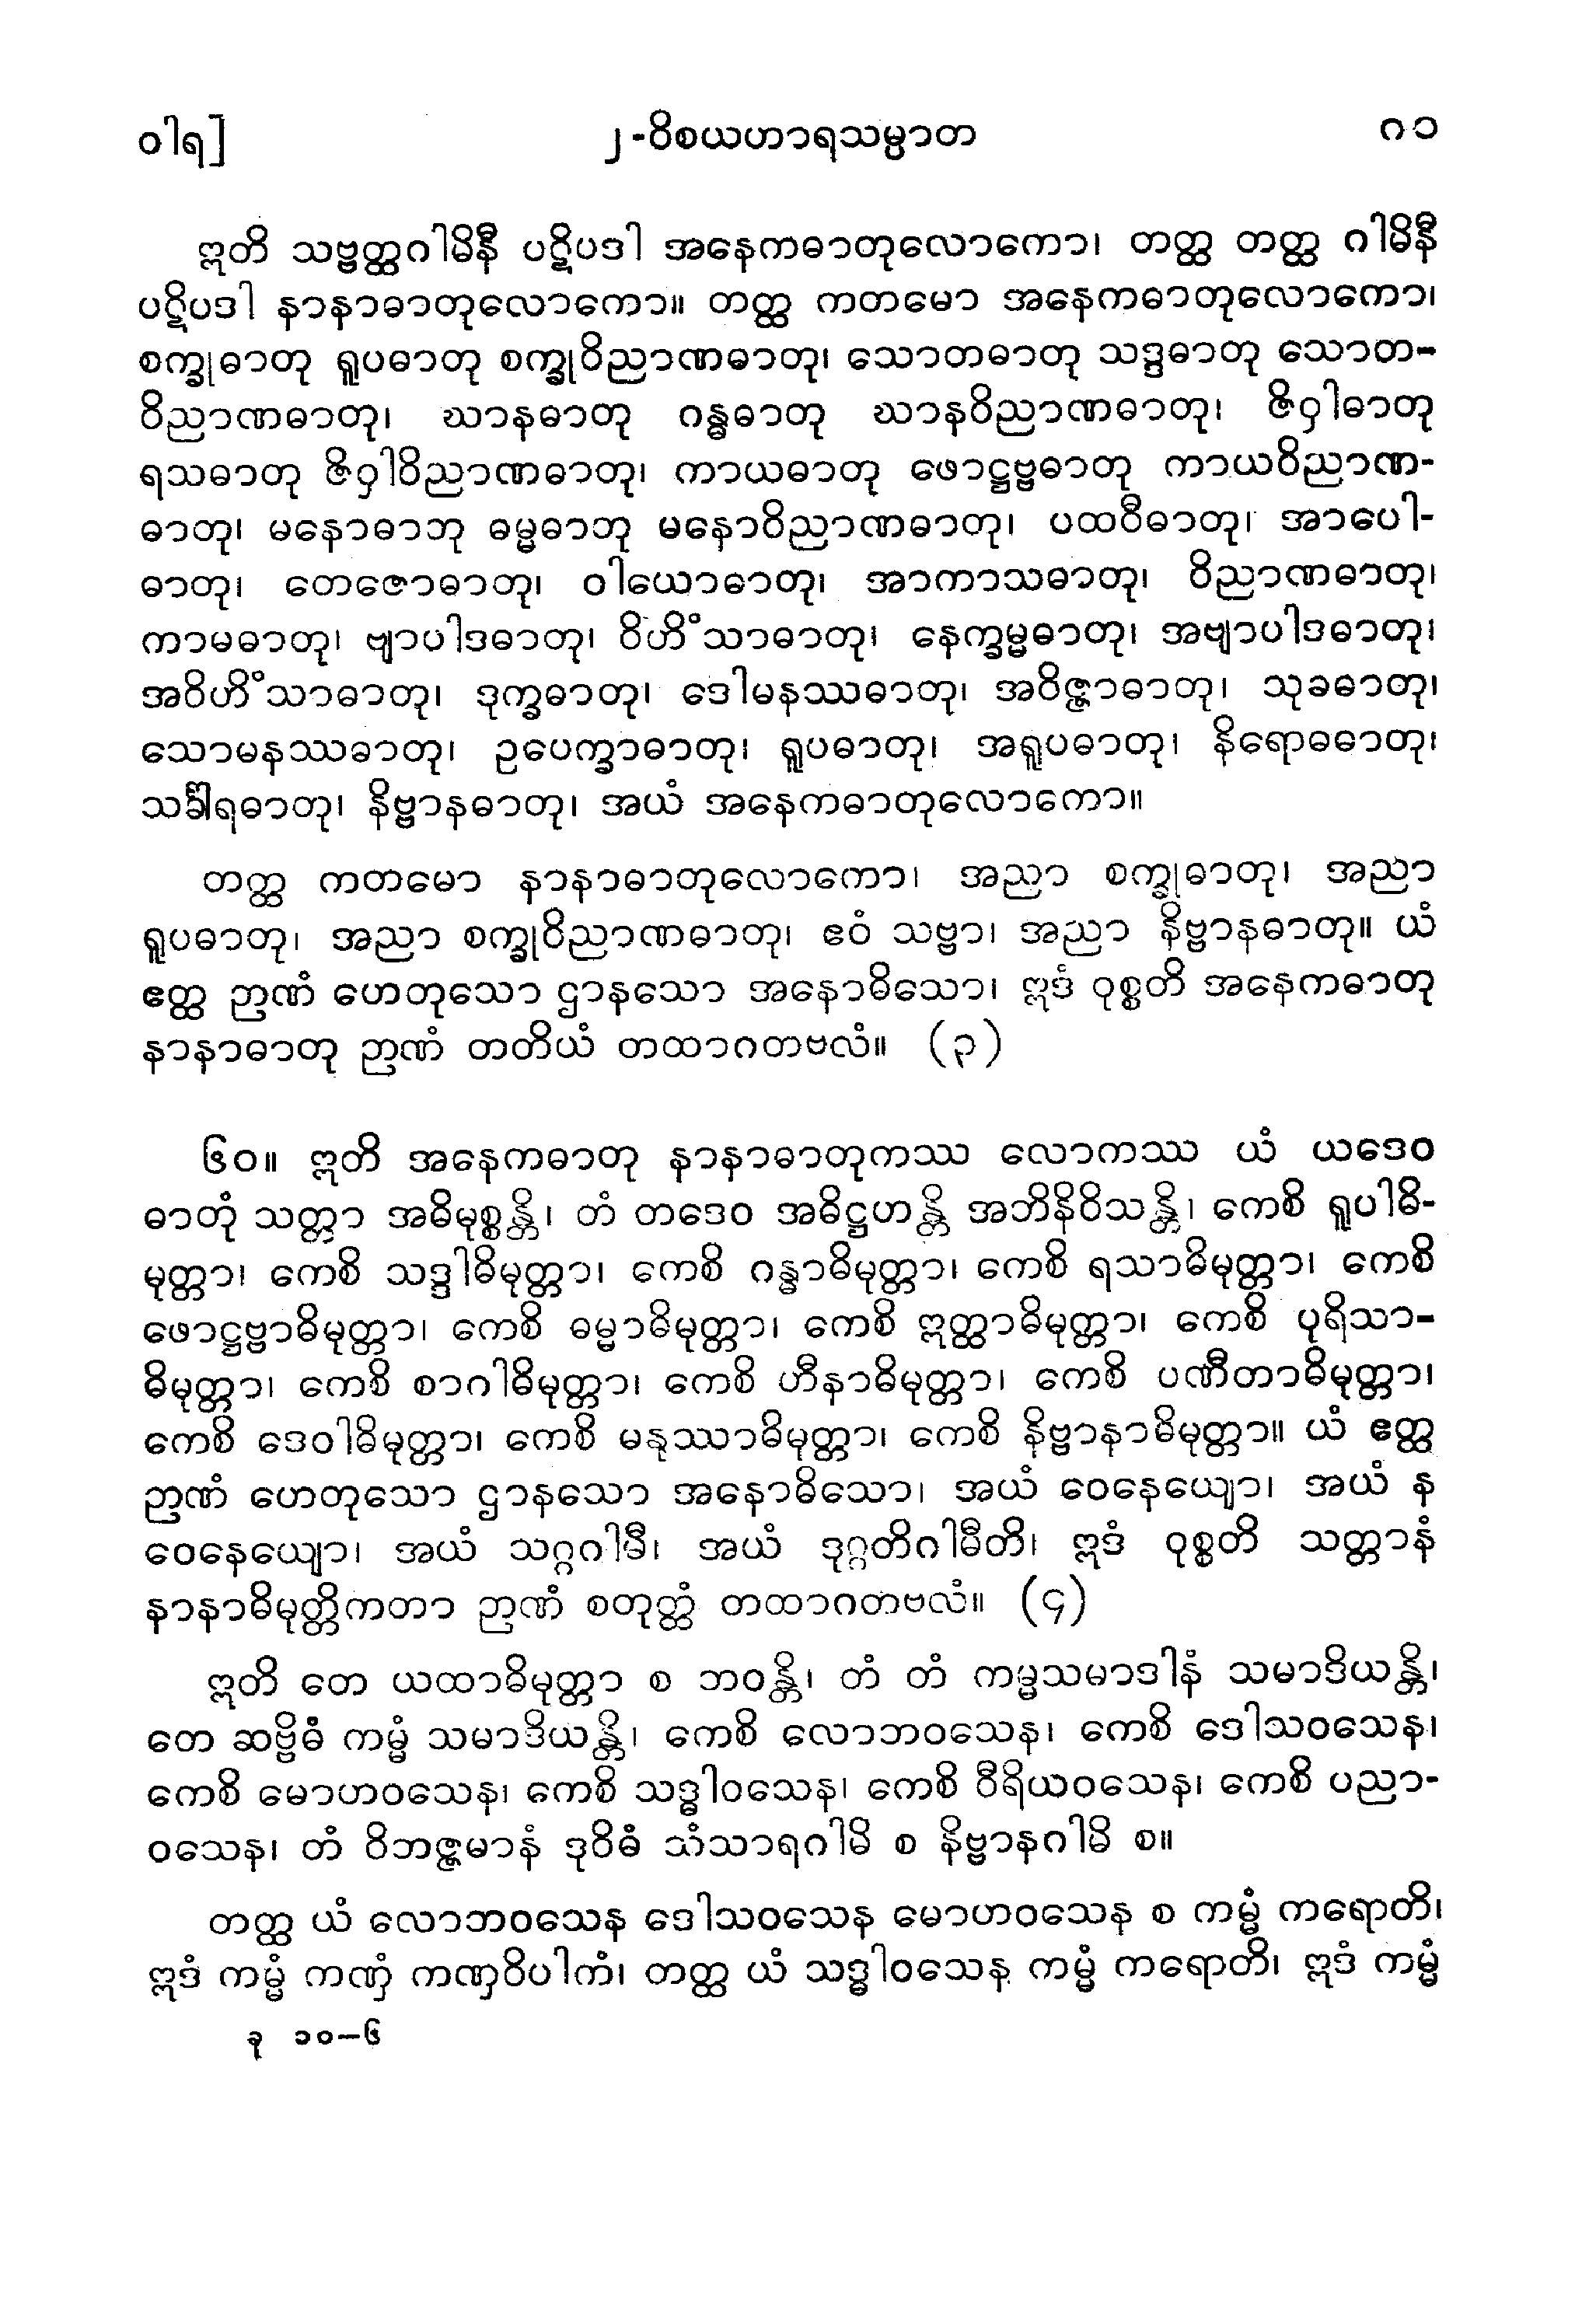 ဝါရ]
၂-ဝိစယဟာရသမ္ပာတ
၈၁
ဣတိ သဗ္ဗတ္ထဂါမိနီ ပဋိပဒါ အနေကဓာတုလောကော၊ တတ္ထ တတ္ထ ဂါမိနီ
ပဋိပဒါ နာနာဓာတုလောကော။ တတ္ထ ကတမော အနေကဓာတုလောကော၊
စက္ခုဓာတု ရူပဓာတု စက္ခုဝိညာဏဓာတု၊ သောတဓာတု သဒ္ဒဓာတု သောတ-
ဝိညာဏဓာတု၊ ဃာနဓာတု ဂန္ဓဓာတု ဃာနဝိညာဏဓာတု၊ ဇိဝှါဓာတု
ရသဓာတု ဇိဝှါဝိညာဏဓာတု၊ ကာယဓာတု ဖောဋ္ဌဗ္ဗဓာတု ကာယဝိညာဏ-
ဓာတု၊ မနောဓာတု ဓမ္မဓာတု မနောဝိညာဏဓာတု၊ ပထဝီဓာတု၊ အာပေါ-
ဓာတု၊ တေဇောဓာတု၊ ဝါယောဓာတု၊ အာကာသဓာတု၊ ဝိညာဏဓာတု၊
ကာမဓာတု၊ ဗျာပါဒဓာတု၊ ဝိဟိံသာဓာတု၊ နေက္ခမ္မဓာတု၊ အဗျာပါဒဓာတု၊
အဝိဟိံသာဓာတု၊ ဒုက္ခဓာတု၊ ဒေါမနဿဓာတု၊ အဝိဇ္ဇာဓာတု၊ သုခဓာတု၊
သောမနဿဓာတု၊ ဥပေက္ခာဓာတု၊ ရူပဓာတု၊ အရူပဓာတု၊ နိရောဓဓာတု၊
သင်္ခါရဓာတု၊ နိဗ္ဗာနဓာတု၊ အယံ အနေကဓာတုလောကော။
တတ္ထ ကတမော နာနာဓာတုလောကော၊ အညာ စက္ခုဓာတု၊ အညာ
ရူပဓာတု၊ အညာ စက္ခုဝိညာဏဓာတု၊ ဧဝံ သဗ္ဗာ၊ အညာ နိဗ္ဗာနဓာတု။ ယံ
ဧတ္ထ ဉာဏံ ဟေတုသော ဌာနသော အနောဓိသော၊ ဣဒံ ဝုစ္စတိ အနေကဓာတု
နာနာဓာတု ဉာဏံ တတိယံ တထာဂတဗလံ။ (၃)
၆၀။ ဣတိ အနေကဓာတု နာနာဓာတုကဿ လောကဿ ယံ ယဒေဝ
ဓာတုံ သတ္တာ အဓိမုစ္စန္တိ၊ တံ တဒေဝ အဓိဋ္ဌဟန္တိ အဘိနိဝိသန္တိ၊ ကေစိ ရူပါဓိ-
မုတ္တာ၊ ကေစိ သဒ္ဒါဓိမုတ္တာ၊ ကေစိ ဂန္ဓာဓိမုတ္တာ၊ ကေစိ ရသာဓိမုတ္တာ၊ ကေစိ
ဖောဋ္ဌဗ္ဗာဓိမုတ္တာ၊ ကေစိ ဓမ္မာဓိမုတ္တာ၊ ကေစိ ဣတ္ထာဓိမုတ္တာ၊ ကေစိ ပုရိသာ-
ဓိမုတ္တာ၊ ကေစိ စာဂါဓိမုတ္တာ၊ ကေစိ ဟီနာဓိမုတ္တာ၊ ကေစိ ပဏီတာဓိမုတ္တာ၊
ကေစိ ဒေဝါဓိမုတ္တာ၊ ကေစိ မနုဿာဓိမုတ္တာ၊ ကေစိ နိဗ္ဗာနာဓိမုတ္တာ။ ယံ ဧတ္ထ
ဉာဏံ ဟေတုသော ဌာနသော အနောဓိသော၊ အယံ ဝေနေယျော၊ အယံ န
ဝေနေယျော၊ အယံ သဂ္ဂဂါမီ၊ အယံ ဒုဂ္ဂတိဂါမီတိ၊ ဣဒံ ဝုစ္စတိ သတ္တာနံ
နာနာဓိမုတ္တိကတာ ဉာဏံ စတုတ္ထံ တထာဂတဗလံ။ (၄)
ဣတိ တေ ယထာဓိမုတ္တာ စ ဘဝန္တိ၊ တံ တံ ကမ္မသမာဒါနံ သမာဒိယန္တိ၊
တေ ဆဗ္ဗိဓံ ကမ္မံ သမာဒိယန္တိ၊ ကေစိ လောဘဝသေန၊ ကေစိ ဒေါသဝသေန၊
ကေစိ မောဟဝသေန၊ ကေစိ သဒ္ဓါဝသေန၊ ကေစိ ဝီရိယဝသေန၊ ကေစိ ပညာ-
ဝသေန၊ တံ ဝိဘဇ္ဇမာနံ ဒုဝိဓံ သံသာရဂါမိ စ နိဗ္ဗာနဂါမိ စ။
တတ္ထ ယံ လောဘဝသေန ဒေါသဝသေန မောဟဝသေန စ ကမ္မံ ကရောတိ၊
ဣဒံ ကမ္မံ ကဏှံ ကဏှဝိပါကံ၊ တတ္ထ ယံ သဒ္ဓါဝသေန ကမ္မံ ကရောတိ၊ ဣဒံ ကမ္မံ
ခု ၁၀–၆